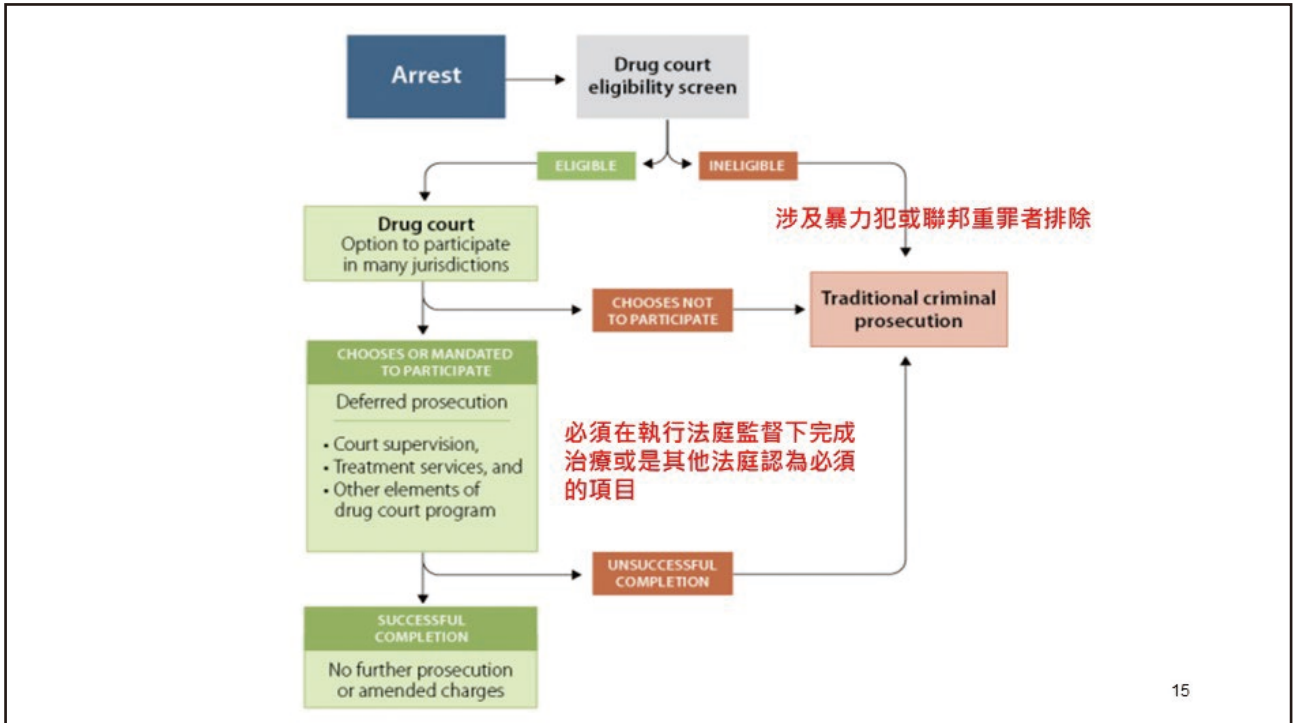 Arrest
Drug court
eligibility screen
ELIGIBLE
INELIGIBLE
涉及暴力犯或聯邦重罪者排除
Drug court
Option to participate
in many jurisdictions
CHOOSES NOT
TO PARTICIPATE
Traditional criminal
prosecution
CHOOSES OR MANDATED
TO PARTICIPATE
Deferred prosecution
• Court supervision,
• Treatment services, and
• Other elements of
drug court program
必須在執行法庭監督下完成
治療或是其他法庭認為必須
的項目
UNSUCCESSFUL
COMPLETION
SUCCESSFUL
COMPLETION
No further prosecution
or amended charges
15